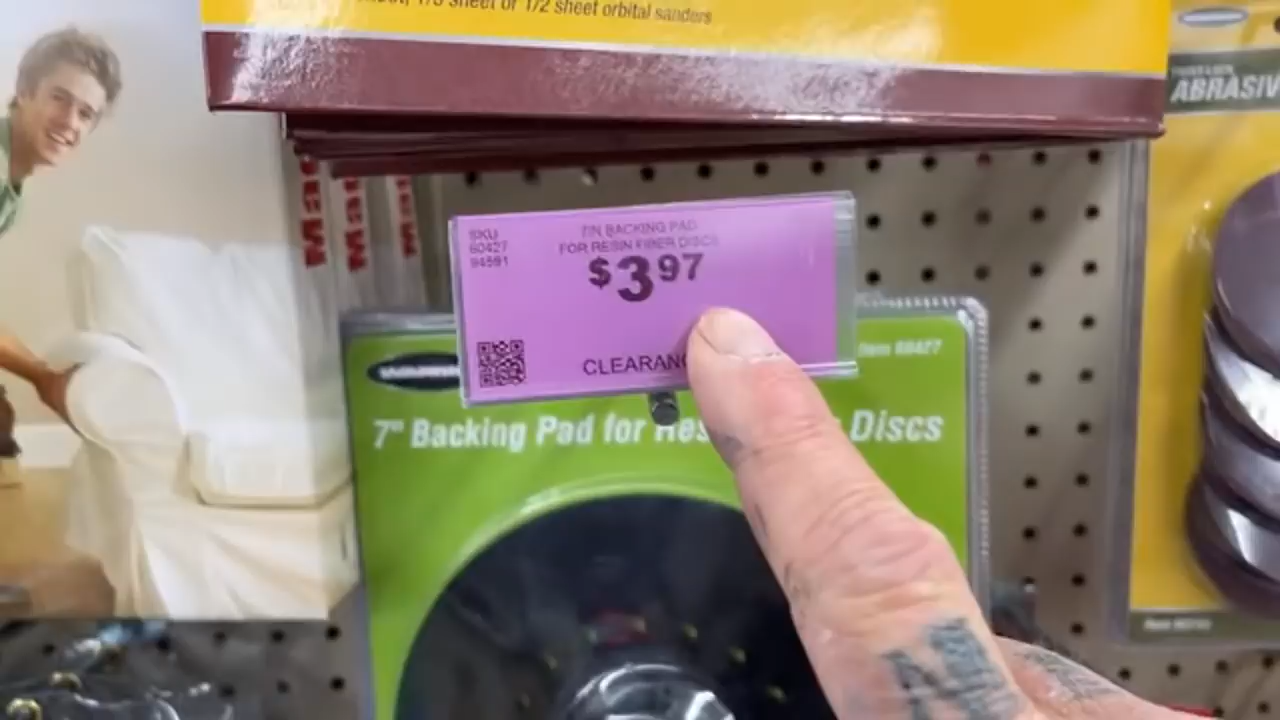 1/3 sheet or 1/2 sheet orbital sanders
ABRASIV
SKU
60427
94591
7IN BACKING PAD
FOR RESIN FIBER DISCS
$3.97
CLEARANC
Item 60427
7" Backing Pad for Res Discs